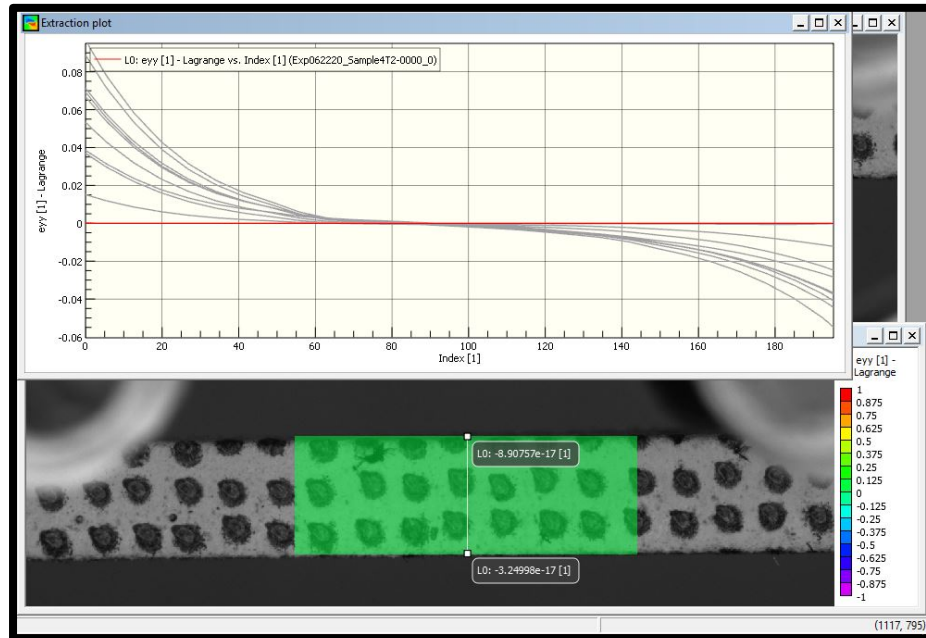 Extraction plot
L0: eyy [1] - Lagrange vs. Index [1] (Exp062220_Sample4T2-0000_0)
eyy [1] - Lagrange
0.08
0.06
0.04
0.02
0
-0.02
-0.04
-0.06
0 20 40 60 80 100 120 140 160 180
Index [1]
eyy [1] -
Lagrange
1
0.875
0.75
0.625
0.5
0.375
0.25
0.125
0
-0.125
-0.25
-0.375
-0.5
-0.625
-0.75
-0.875
-1
L0: -8.90757e-17 [1]
L0: -3.24998e-17 [1]
(1117, 795)